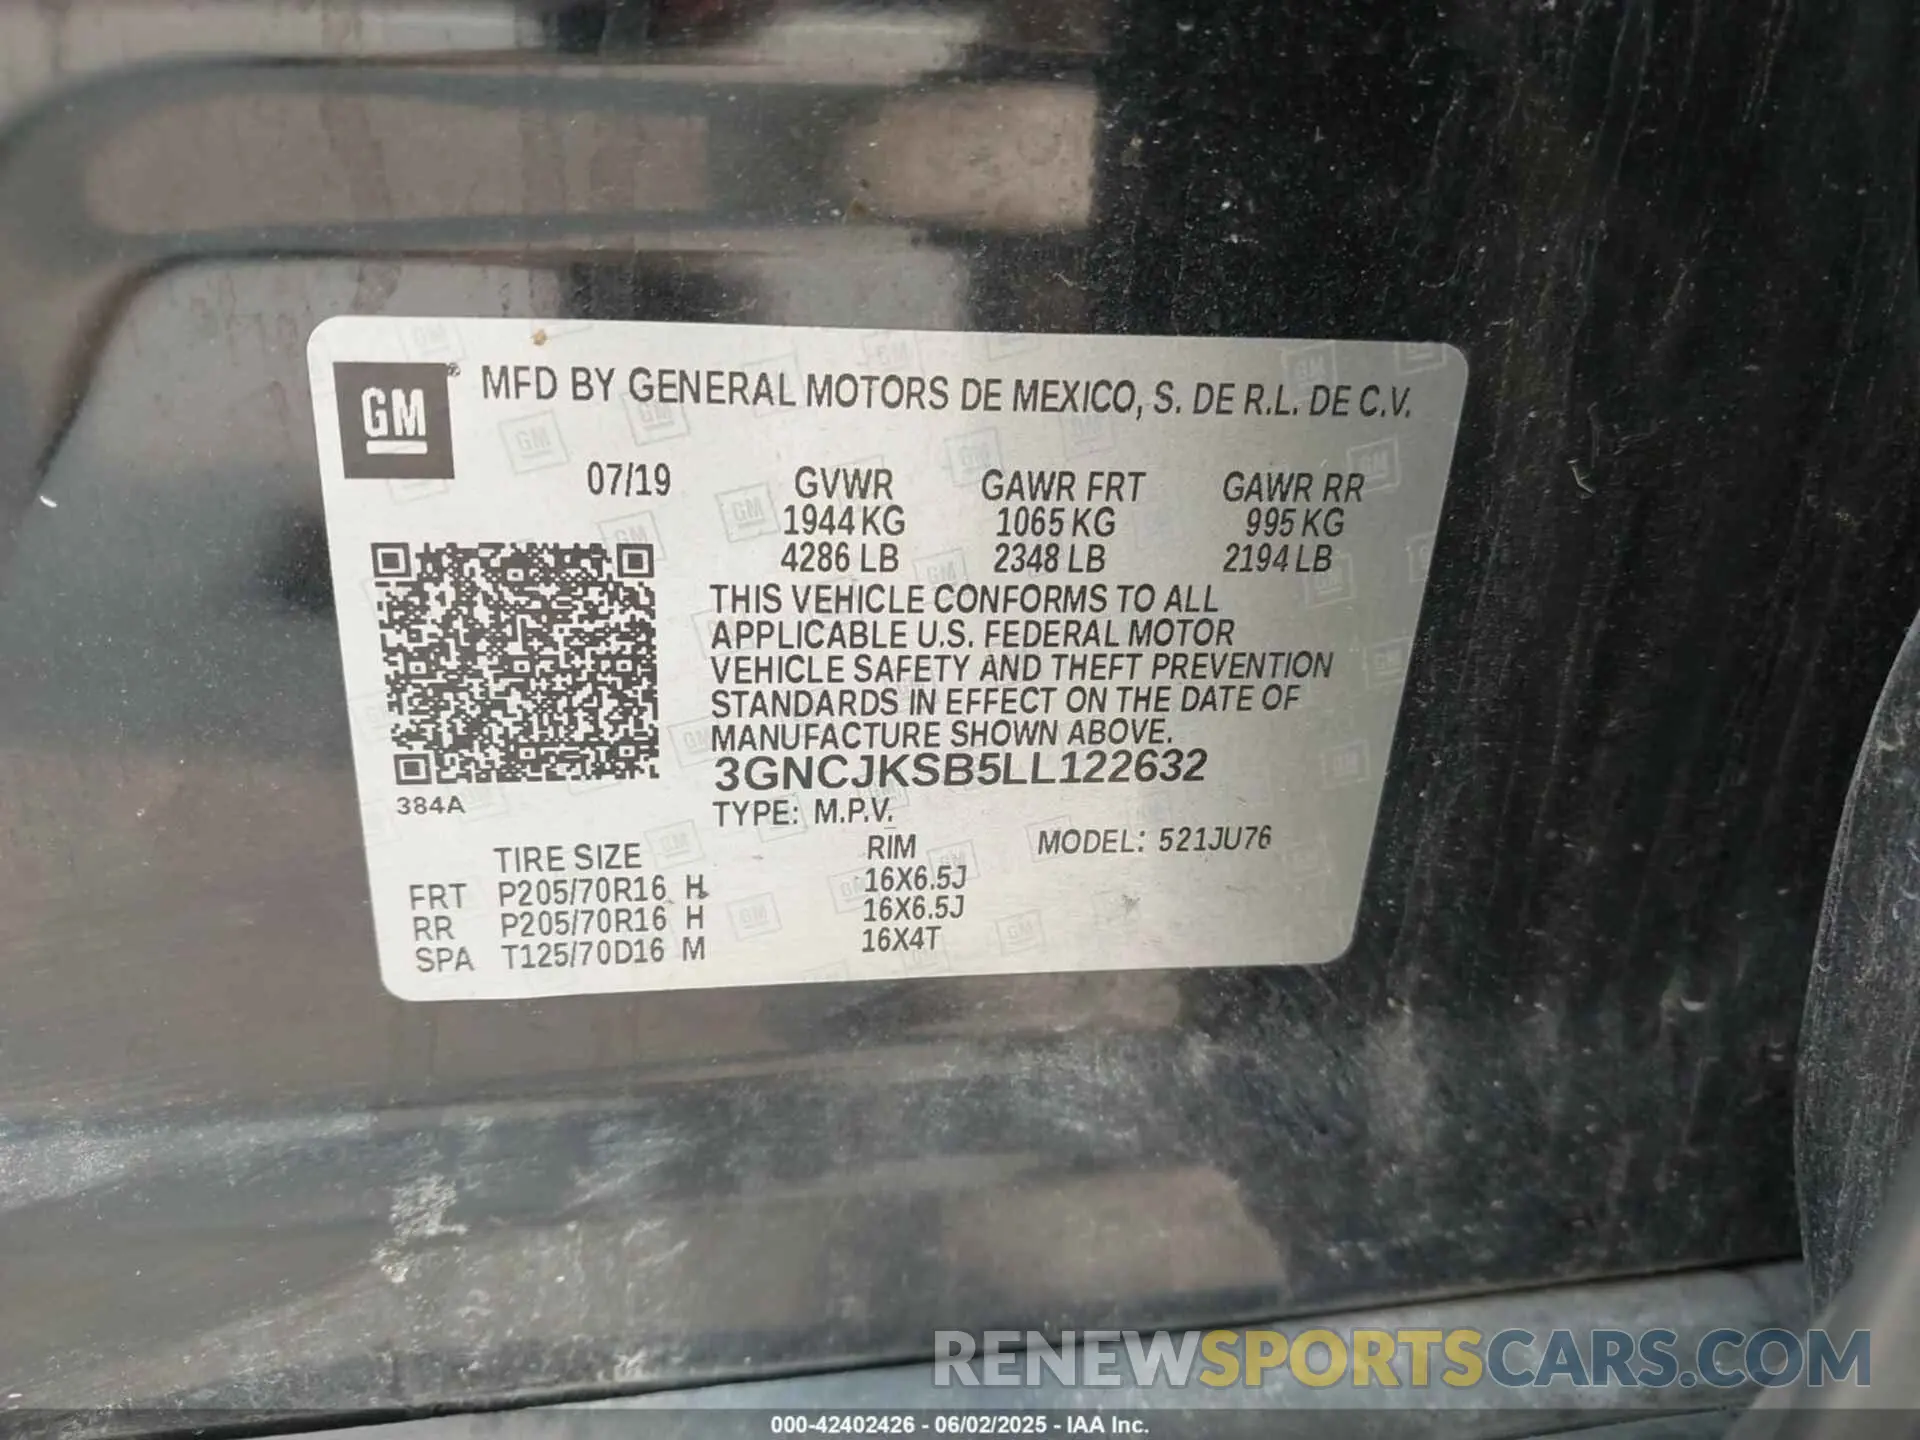 GM® MFD BY GENERAL MOTORS DE MEXICO, S. DE R.L. DE C.V.
07/19 GVWR GAWR FRT GAWR RR
1944 KG 1065 KG 995 KG
4286 LB 2348 LB 2194 LB
THIS VEHICLE CONFORMS TO ALL
APPLICABLE U.S. FEDERAL MOTOR
VEHICLE SAFETY AND THEFT PREVENTION
STANDARDS IN EFFECT ON THE DATE OF
MANUFACTURE SHOWN ABOVE.
3GNCJKSB5LL122632
384A
TYPE: M.P.V.
TIRE SIZE RIM MODEL: 521JU76
FRT P205/70R16 H 16X6.5J
RR P205/70R16 H 16X6.5J
SPA T125/70D16 M 16X4T
RENEWSPORTSCARS.COM
000-42402426 - 06/02/2025 - IAA Inc.